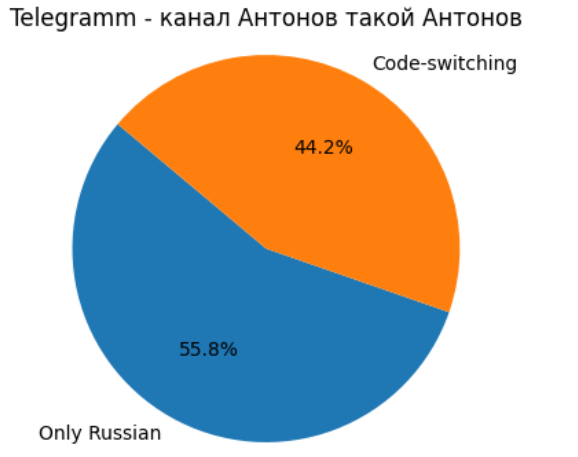 Telegramm - канал Антонов такой Антонов
Code-switching
44.2%
55.8%
Only Russian